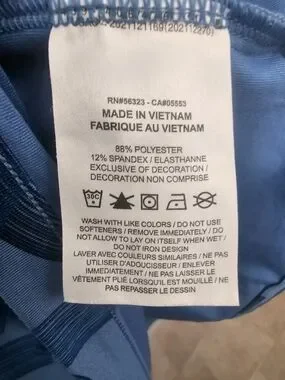 RN#56323 - CA#05553
MADE IN VIETNAM
FABRIQUE AU VIETNAM
88% POLYESTER
12% SPANDEX / ELASTHANNE
EXCLUSIVE OF DECORATION /
DECORATION NON COMPRISE
30C
WASH WITH LIKE COLORS / DO NOT USE
SOFTENERS / REMOVE IMMEDIATELY / DO
NOT ALLOW TO LAY ON ITSELF WHEN WET /
DO NOT IRON DESIGN
LAVER AVEC COULEURS SIMILAIRES / NE PAS
UTILISER D'ADOUCISSANT / ENLEVER
IMMEDIATEMENT / NE PAS LAISSER LE
VÊTEMENT PLIÉ LORSQU'IL EST MOUILLÉ / NE
PAS REPASSER LE DESSIN